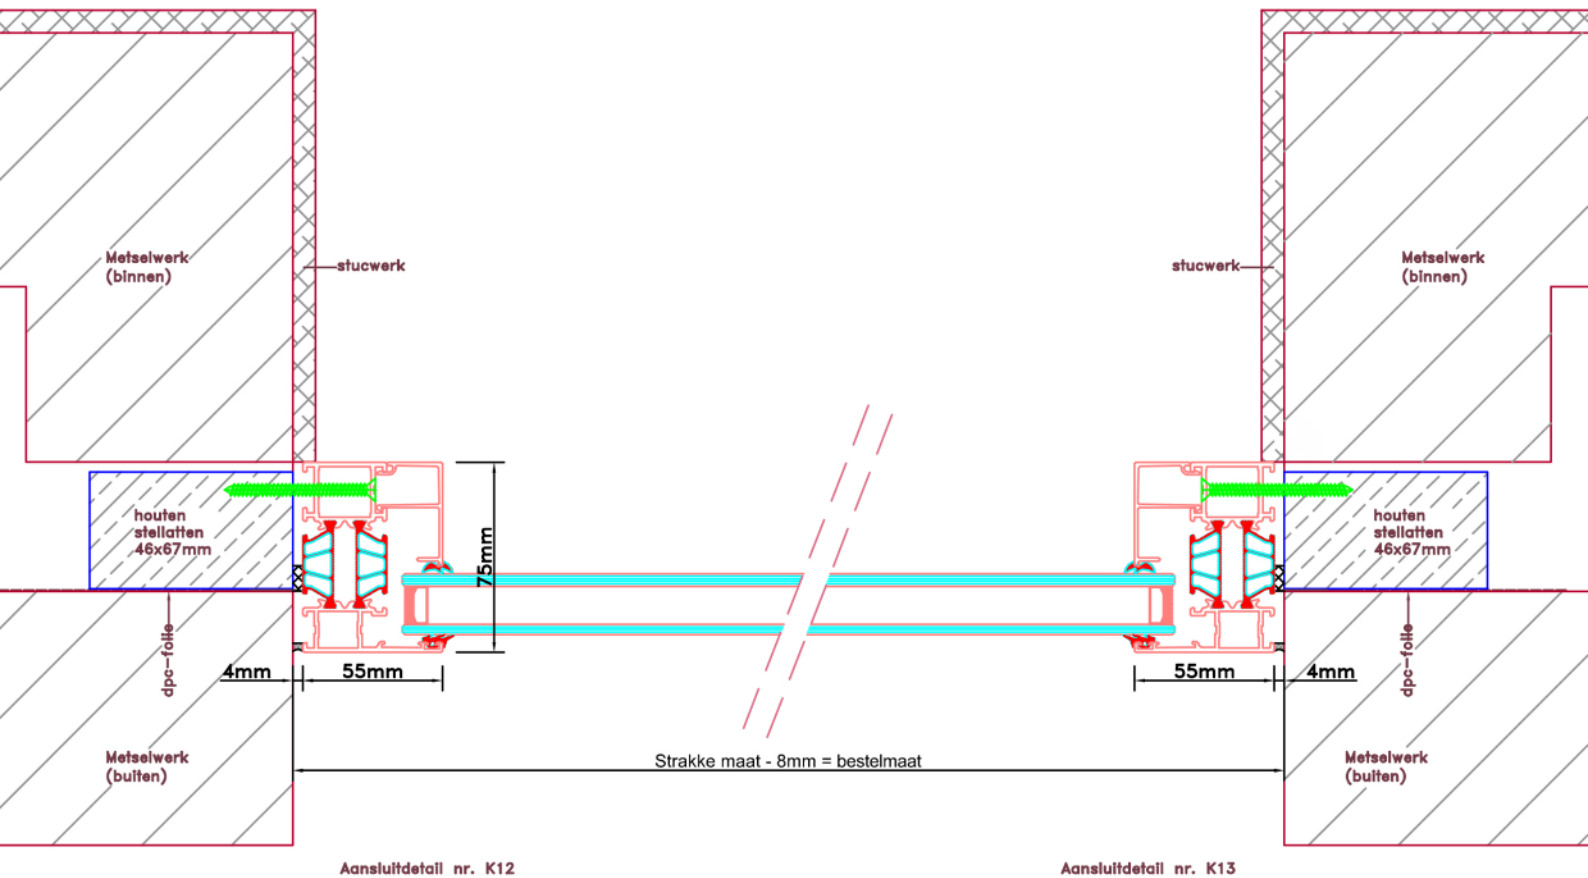 Metselwerk
(binnen)
stucwerk
stucwerk
Metselwerk
(binnen)
houten
stellatten
46x67mm
75mm
houten
stellatten
46x67mm
dpc-folie
4mm
55mm
55mm
4mm
dpc-folie
Metselwerk
(buiten)
Strakke maat - 8mm = bestelmaat
Metselwerk
(buiten)
Aansluitdetail nr. K12
Aansluitdetail nr. K13